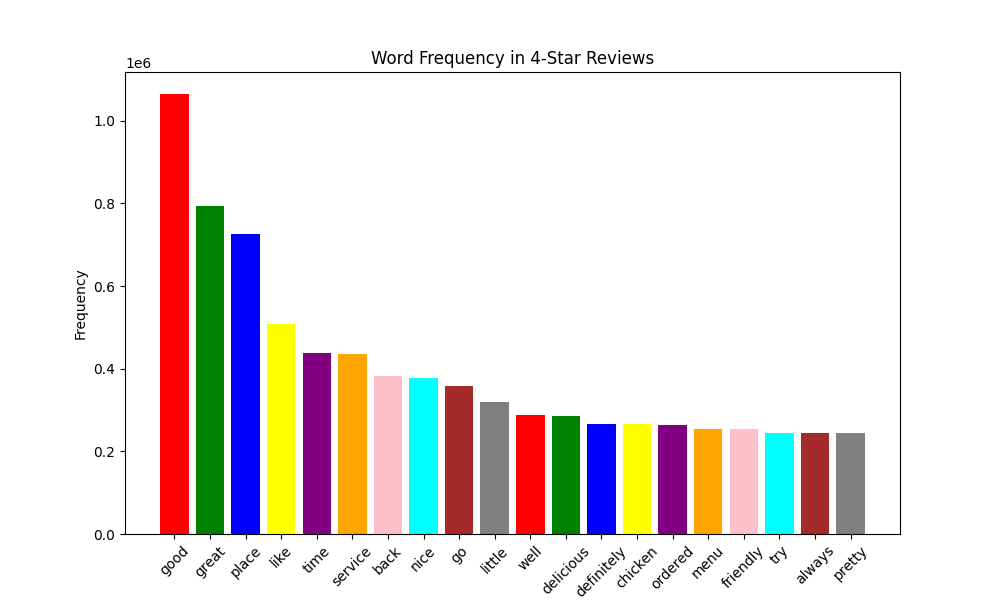 Word Frequency in 4-Star Reviews
1e6
1.0
0.8
0.6
0.4
0.2
0.0
Frequency
good
great
place
like
time
service
back
nice
go
little
well
delicious
definitely
chicken
ordered
menu
friendly
try
always
pretty